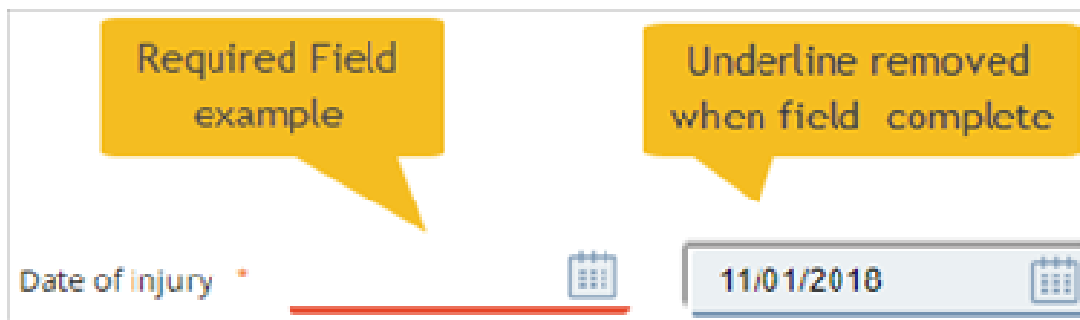 Required Field
example
Underline removed
when field complete
Date of injury *
11/01/2018